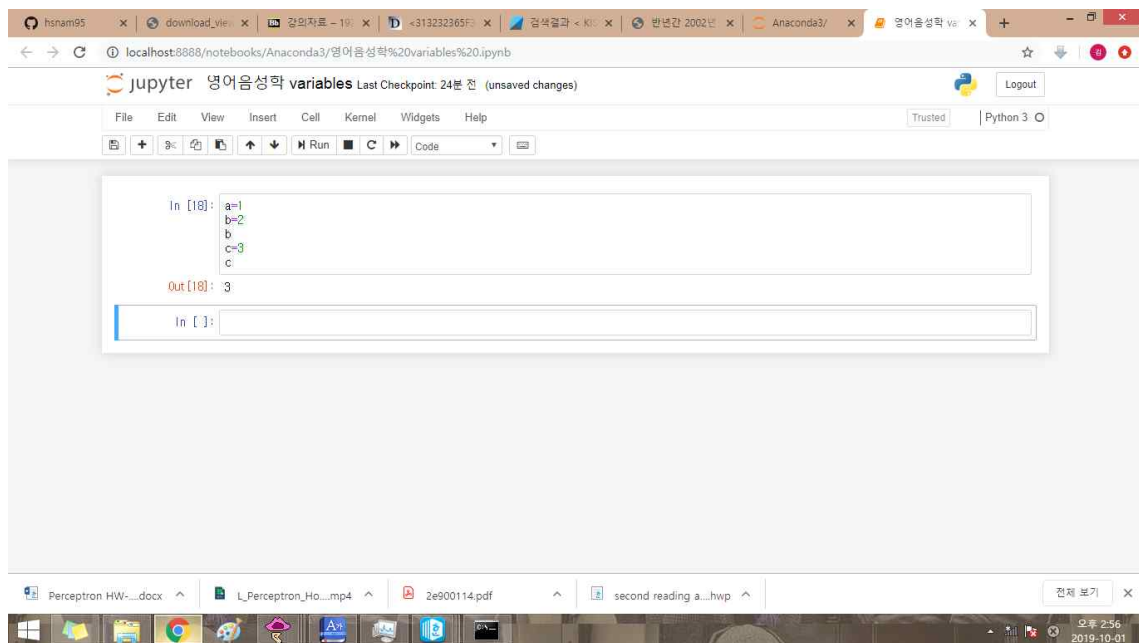 hsnam95
download_vie
강의자료 – 19
<313232365F
검색결과 < KI
반년간 2002년
Anaconda3/
영어음성학 va
localhost:8888/notebooks/Anaconda3/영어음성학%20variables%20.ipynb
jupyter 영어음성학 variables Last Checkpoint: 24분 전 (unsaved changes)
Logout
File Edit View Insert Cell Kernel Widgets Help
Trusted
Python 3
Run
Code
In [18]: a=1
b=2
b
c=3
c
Out[18]: 3
In [ ]:
Perceptron HW-....docx
L_Perceptron_Ho....mp4
2e900114.pdf
second reading a....hwp
전체 보기
오후 2:56
2019-10-01